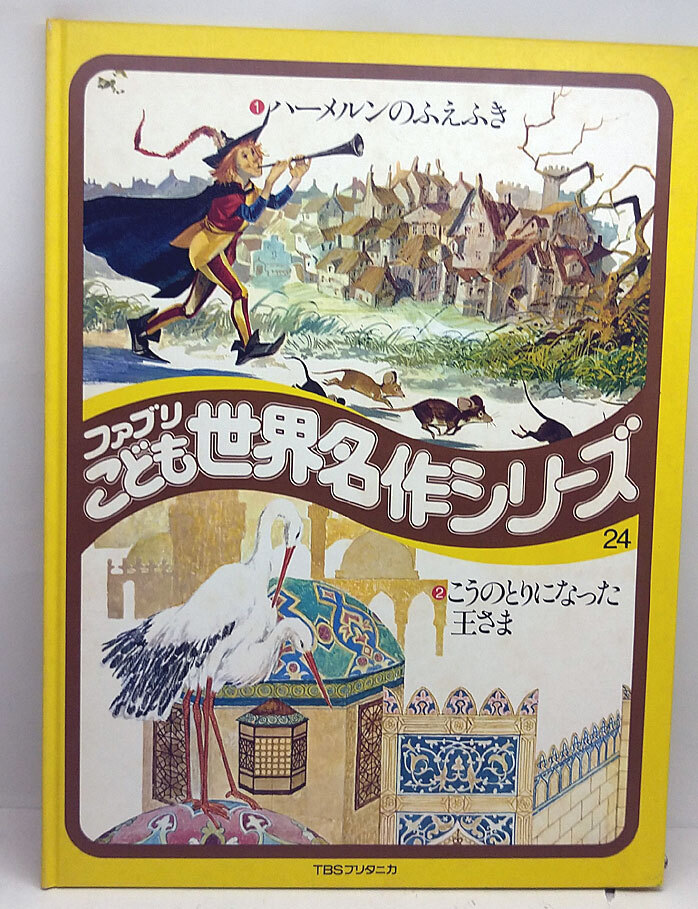 1 ハーメルンのふえふき
ファブリ
こども世界名作シリーズ
24
2 こうのとりになった
王さま
TBSブリタニカ